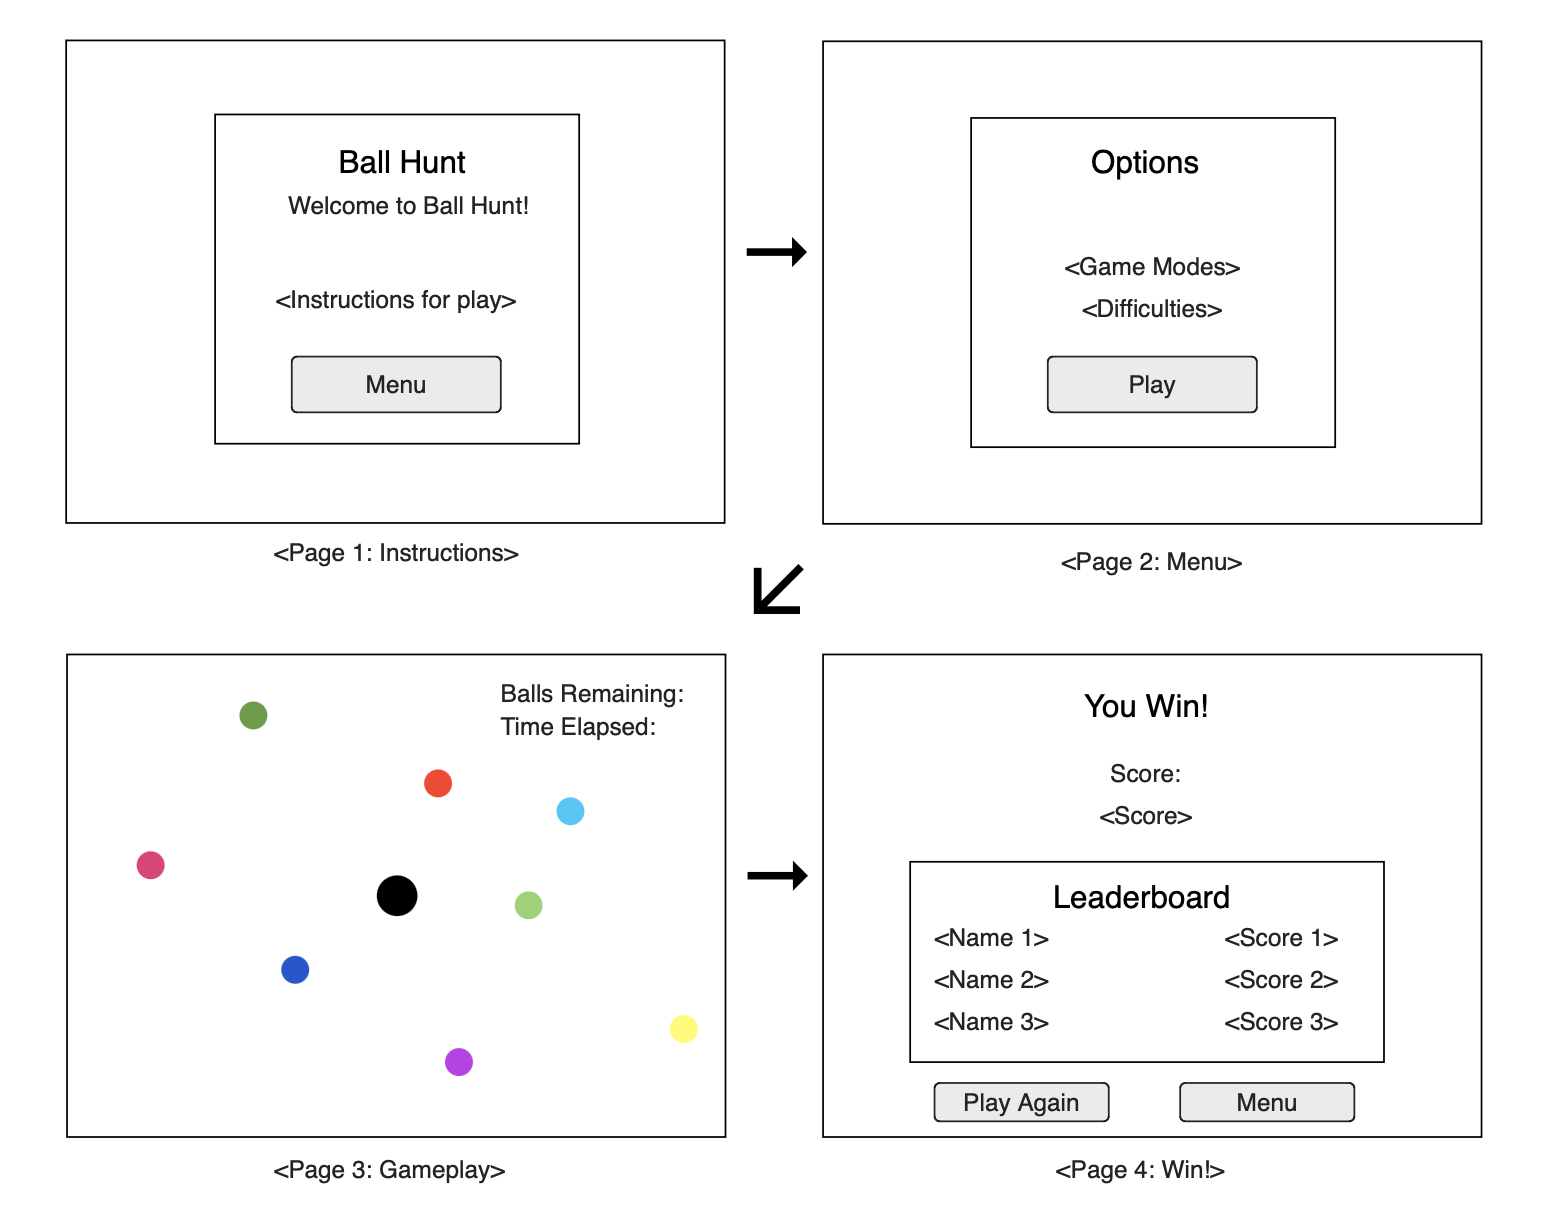 Ball Hunt
Welcome to Ball Hunt!
<Instructions for play>
Menu
<Page 1: Instructions>
Options
<Game Modes>
<Difficulties>
Play
<Page 2: Menu>
Balls Remaining:
Time Elapsed:
<Page 3: Gameplay>
You Win!
Score:
<Score>
Leaderboard
<Name 1> <Score 1>
<Name 2> <Score 2>
<Name 3> <Score 3>
Play Again Menu
<Page 4: Win!>